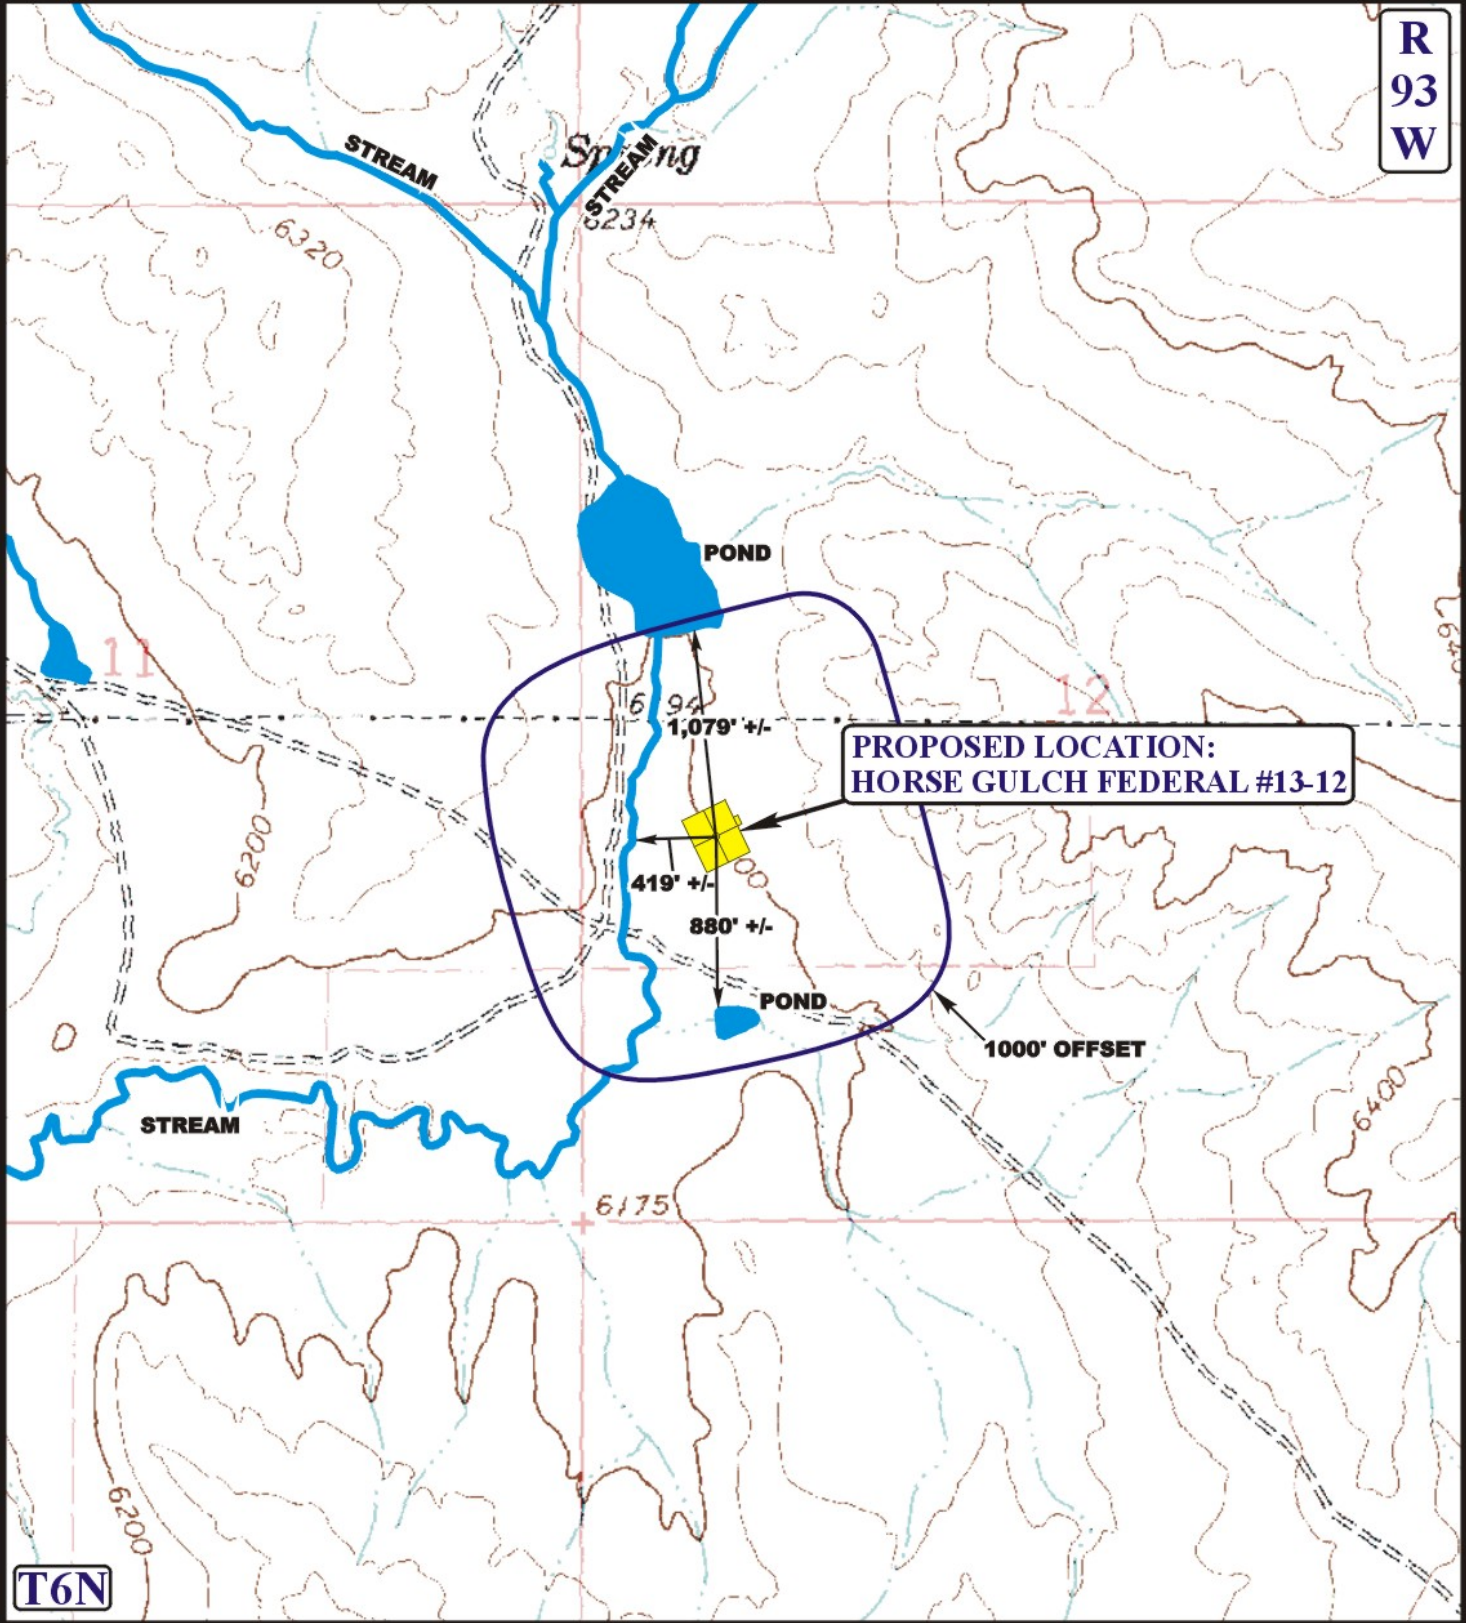 R
93
W
STREAM
Spring
STREAM
6234
6320
POND
11
12
1,079' +/-
PROPOSED LOCATION:
HORSE GULCH FEDERAL #13-12
6200
419' +/-
880' +/-
POND
1000' OFFSET
6400
STREAM
6175
6200
T6N